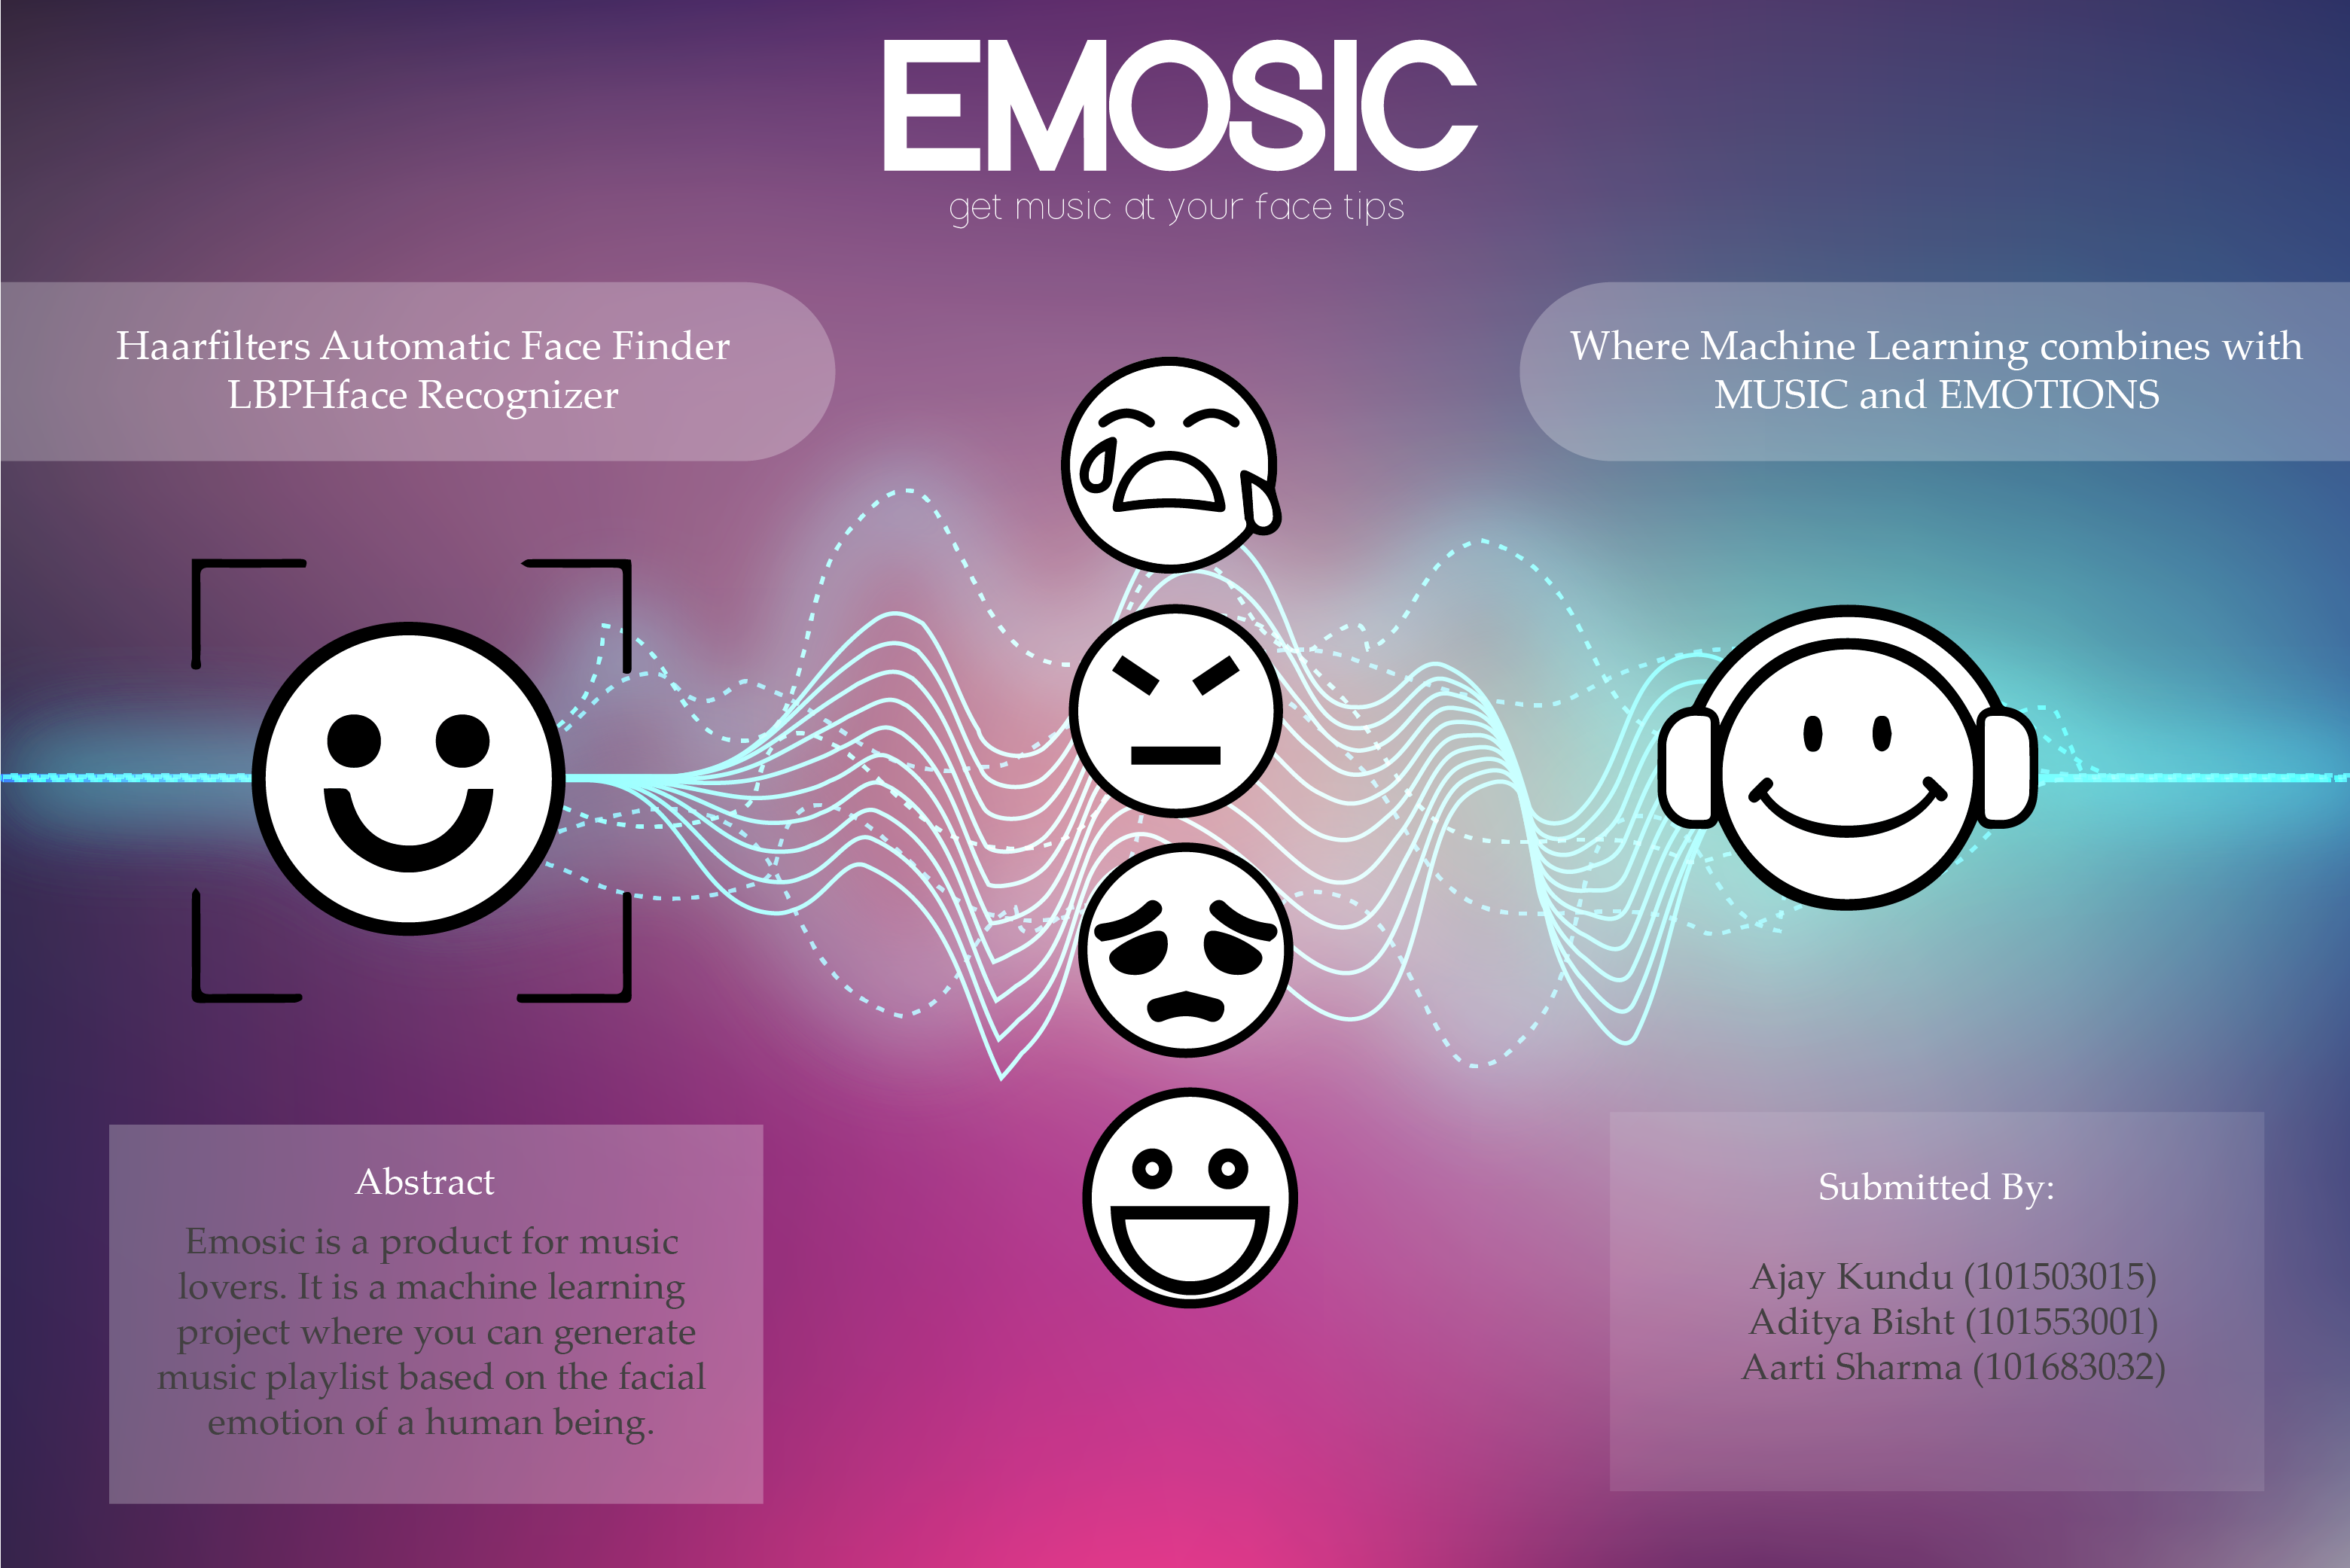 EMOSIC
get music at your face tips
Haarfilters Automatic Face Finder
LBPHface Recognizer
Where Machine Learning combines with
MUSIC and EMOTIONS
Abstract
Emosic is a product for music
lovers. It is a machine learning
project where you can generate
music playlist based on the facial
emotion of a human being.
Submitted By:
Ajay Kundu (101503015)
Aditya Bisht (101553001)
Aarti Sharma (101683032)